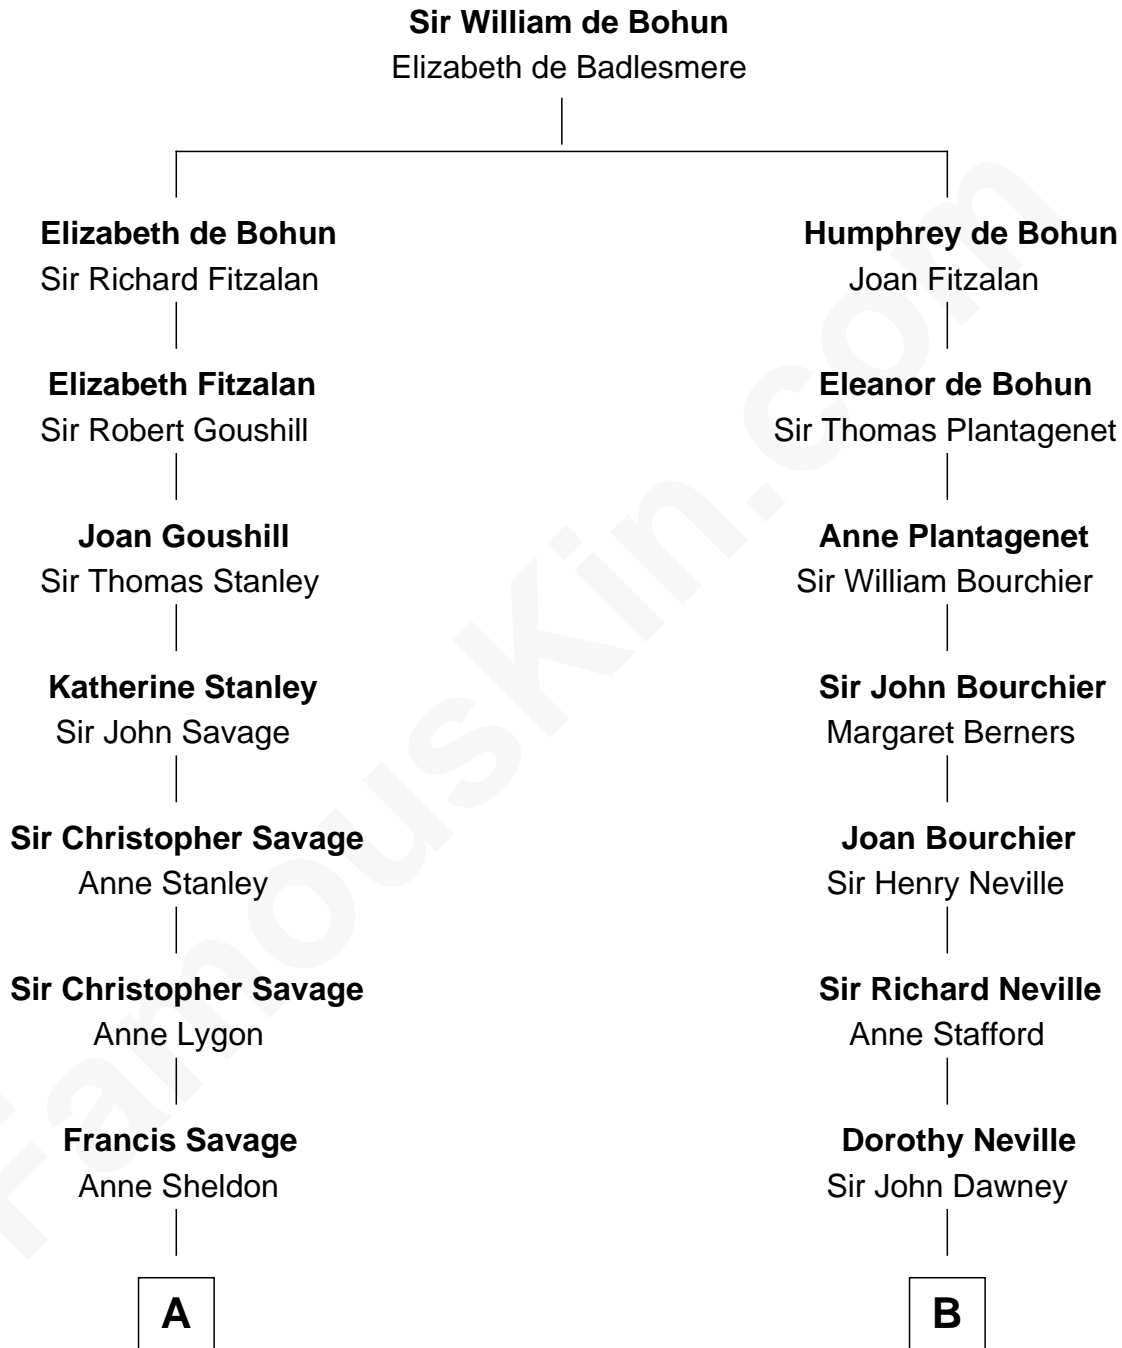 Sir William de Bohun
Elizabeth de Badlesmere
Elizabeth de Bohun
Sir Richard Fitzalan
Humphrey de Bohun
Joan Fitzalan
Elizabeth Fitzalan
Sir Robert Goushill
Eleanor de Bohun
Sir Thomas Plantagenet
Joan Goushill
Sir Thomas Stanley
Anne Plantagenet
Sir William Bourchier
Katherine Stanley
Sir John Savage
Sir John Bourchier
Margaret Berners
Sir Christopher Savage
Anne Stanley
Joan Bourchier
Sir Henry Neville
Sir Christopher Savage
Anne Lygon
Sir Richard Neville
Anne Stafford
Francis Savage
Anne Sheldon
Dorothy Neville
Sir John Dawney
A
B
FamousKin.com